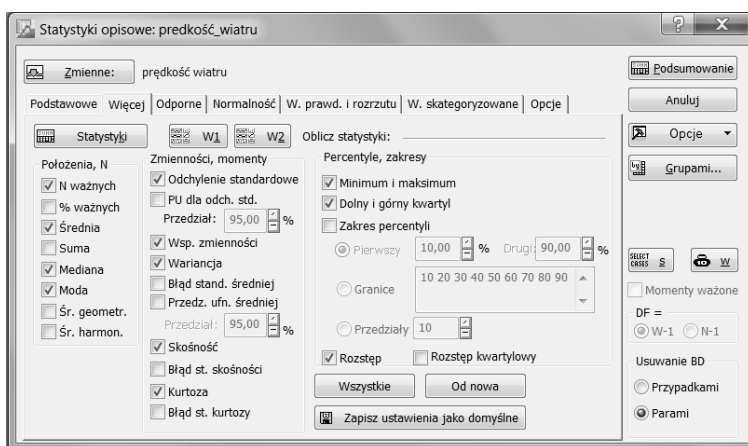 Statystyki opisowe: predkość_wiatru
Zmienne: prędkość wiatru
Podstawowe Więcej Odporne Normalność W. prawd. i rozrzutu W. skategoryzowane Opcje
Statystyki W1 W2 Oblicz statystyki:
Położenia, N
N ważnych
% ważnych
Średnia
Suma
Mediana
Moda
Śr. geometr.
Śr. harmon.
Zmienności, momenty
Odchylenie standardowe
PU dla odch. std.
Przedział: 95,00 %
Wsp. zmienności
Wariancja
Błąd stand. średniej
Przedz. ufn. średniej
Przedział: 95,00 %
Skośność
Błąd st. skośności
Kurtoza
Błąd st. kurtozy
Percentyle, zakresy
Minimum i maksimum
Dolny i górny kwartyl
Zakres percentyli
Pierwszy 10,00 % Drugi: 90,00 %
Granice 10 20 30 40 50 60 70 80 90
Przedziały 10
Rozstęp Rozstęp kwartylowy
Wszystkie Od nowa
Zapisz ustawienia jako domyślne
Podsumowanie
Anuluj
Opcje
Grupami...
SELECT CASES S W
Momenty ważone
DF =
W-1 N-1
Usuwanie BD
Przypadkami
Parami